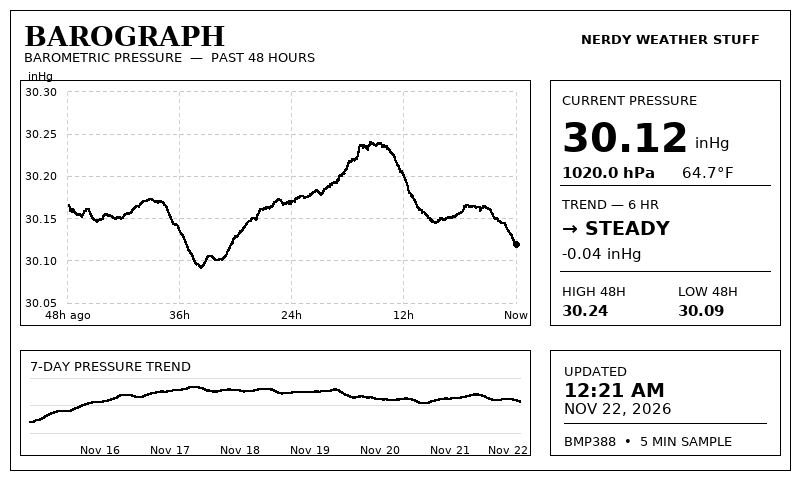 BAROGRAPH
BAROMETRIC PRESSURE — PAST 48 HOURS
NERDY WEATHER STUFF
inHg
30.30
30.25
30.20
30.15
30.10
30.05
48h ago 36h 24h 12h Now
CURRENT PRESSURE
30.12 inHg
1020.0 hPa 64.7°F
TREND — 6 HR
→ STEADY
-0.04 inHg
HIGH 48H LOW 48H
30.24 30.09
7-DAY PRESSURE TREND
Nov 16 Nov 17 Nov 18 Nov 19 Nov 20 Nov 21 Nov 22
UPDATED
12:21 AM
NOV 22, 2026
BMP388 • 5 MIN SAMPLE